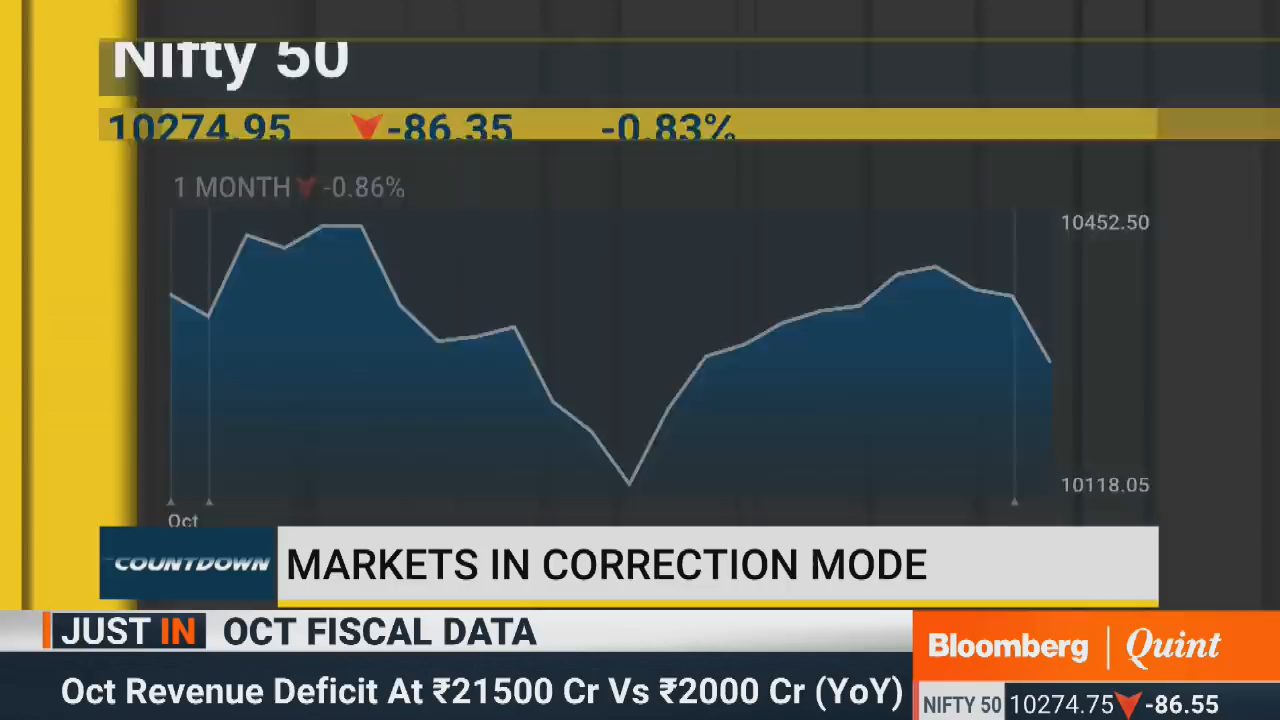 Nifty 50
10274.95 -86.35 -0.83%
1 MONTH -0.86%
10452.50
10118.05
Oct
COUNTDOWN MARKETS IN CORRECTION MODE
JUST IN OCT FISCAL DATA
Bloomberg | Quint
Oct Revenue Deficit At ₹21500 Cr Vs ₹2000 Cr (YoY)
NIFTY 50 10274.75 -86.55